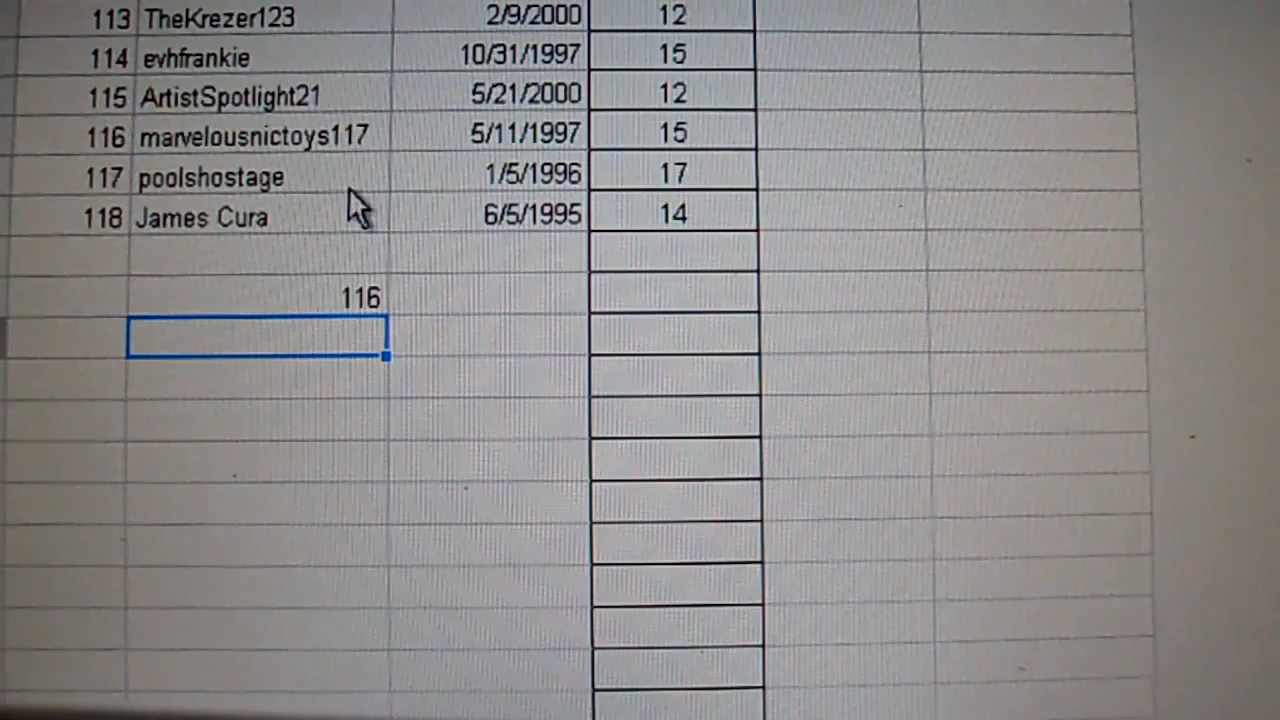 113 TheKrezer123 2/9/2000 12
114 evhfrankie 10/31/1997 15
115 ArtistSpotlight21 5/21/2000 12
116 marvelousnictoys117 5/11/1997 15
117 poolshostage 1/5/1996 17
118 James Cura 6/5/1995 14
116